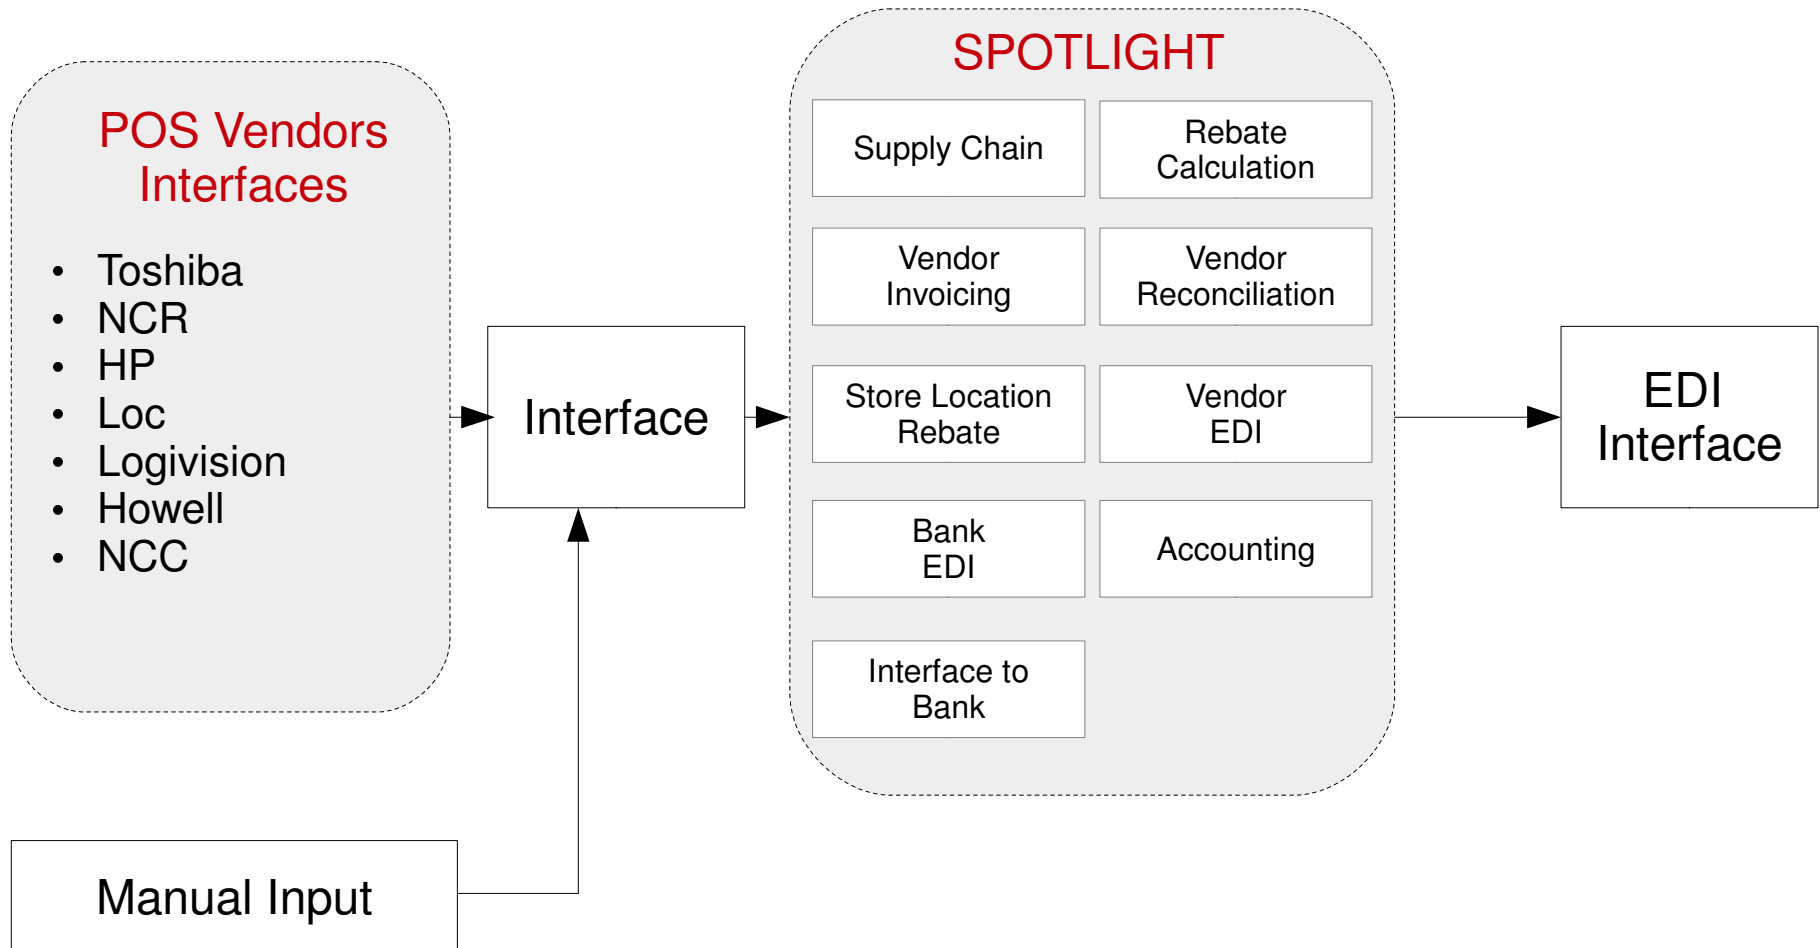 POS Vendors
Interfaces
• Toshiba
• NCR
• HP
• Loc
• Logivision
• Howell
• NCC
Manual Input
Interface
SPOTLIGHT
Supply Chain
Rebate
Calculation
Vendor
Invoicing
Vendor
Reconciliation
Store Location
Rebate
Vendor
EDI
Bank
EDI
Accounting
Interface to
Bank
EDI
Interface